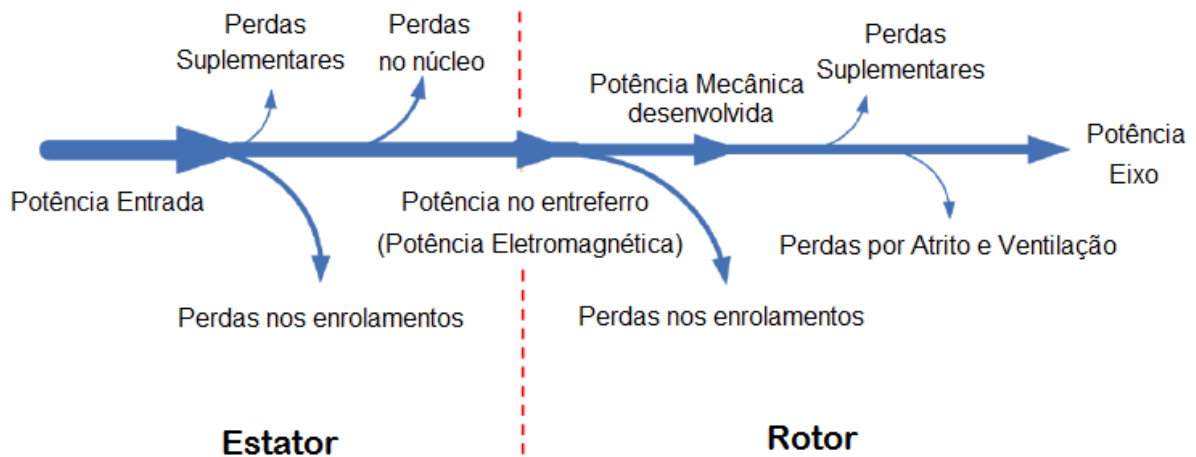 Perdas
Suplementares
Perdas
no núcleo
Potência Mecânica
desenvolvida
Perdas
Suplementares
Potência
Eixo
Potência Entrada
Potência no entreferro
(Potência Eletromagnética)
Perdas por Atrito e Ventilação
Perdas nos enrolamentos
Perdas nos enrolamentos
Estator
Rotor